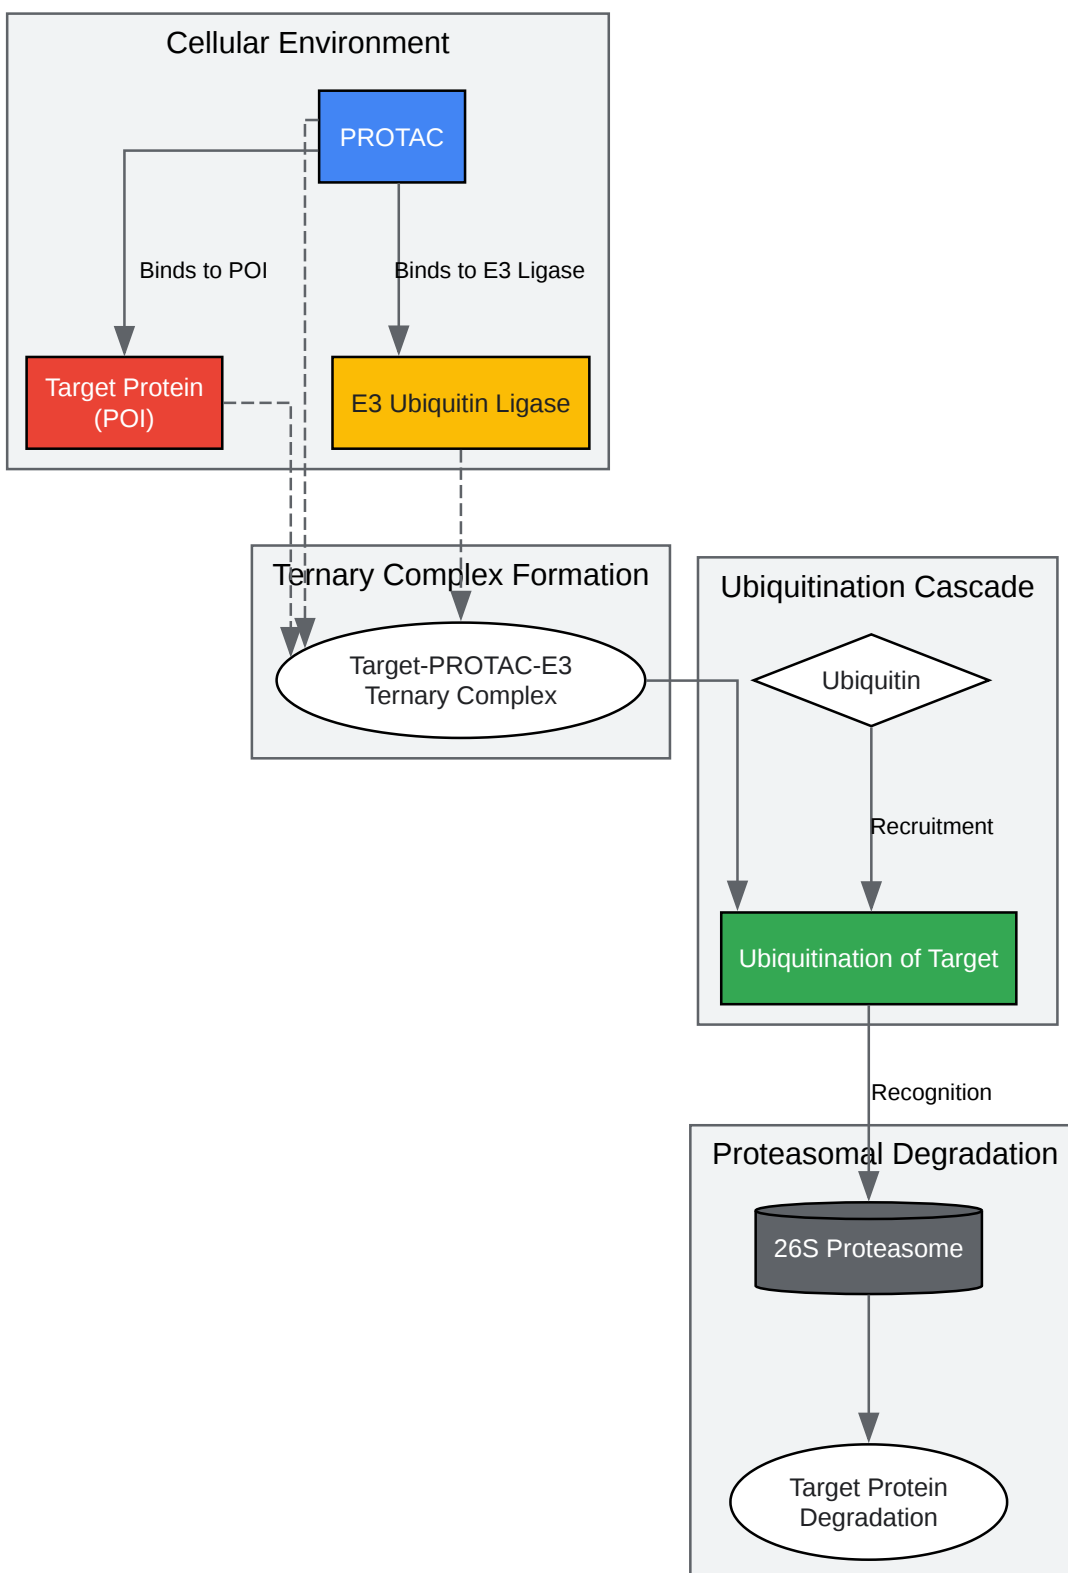 Cellular Environment
PROTAC
Binds to POI
Binds to E3 Ligase
Target Protein
(POI)
E3 Ubiquitin Ligase
Ternary Complex Formation
Target-PROTAC-E3
Ternary Complex
Ubiquitination Cascade
Ubiquitin
Recruitment
Ubiquitination of Target
Recognition
Proteasomal Degradation
26S Proteasome
Target Protein
Degradation